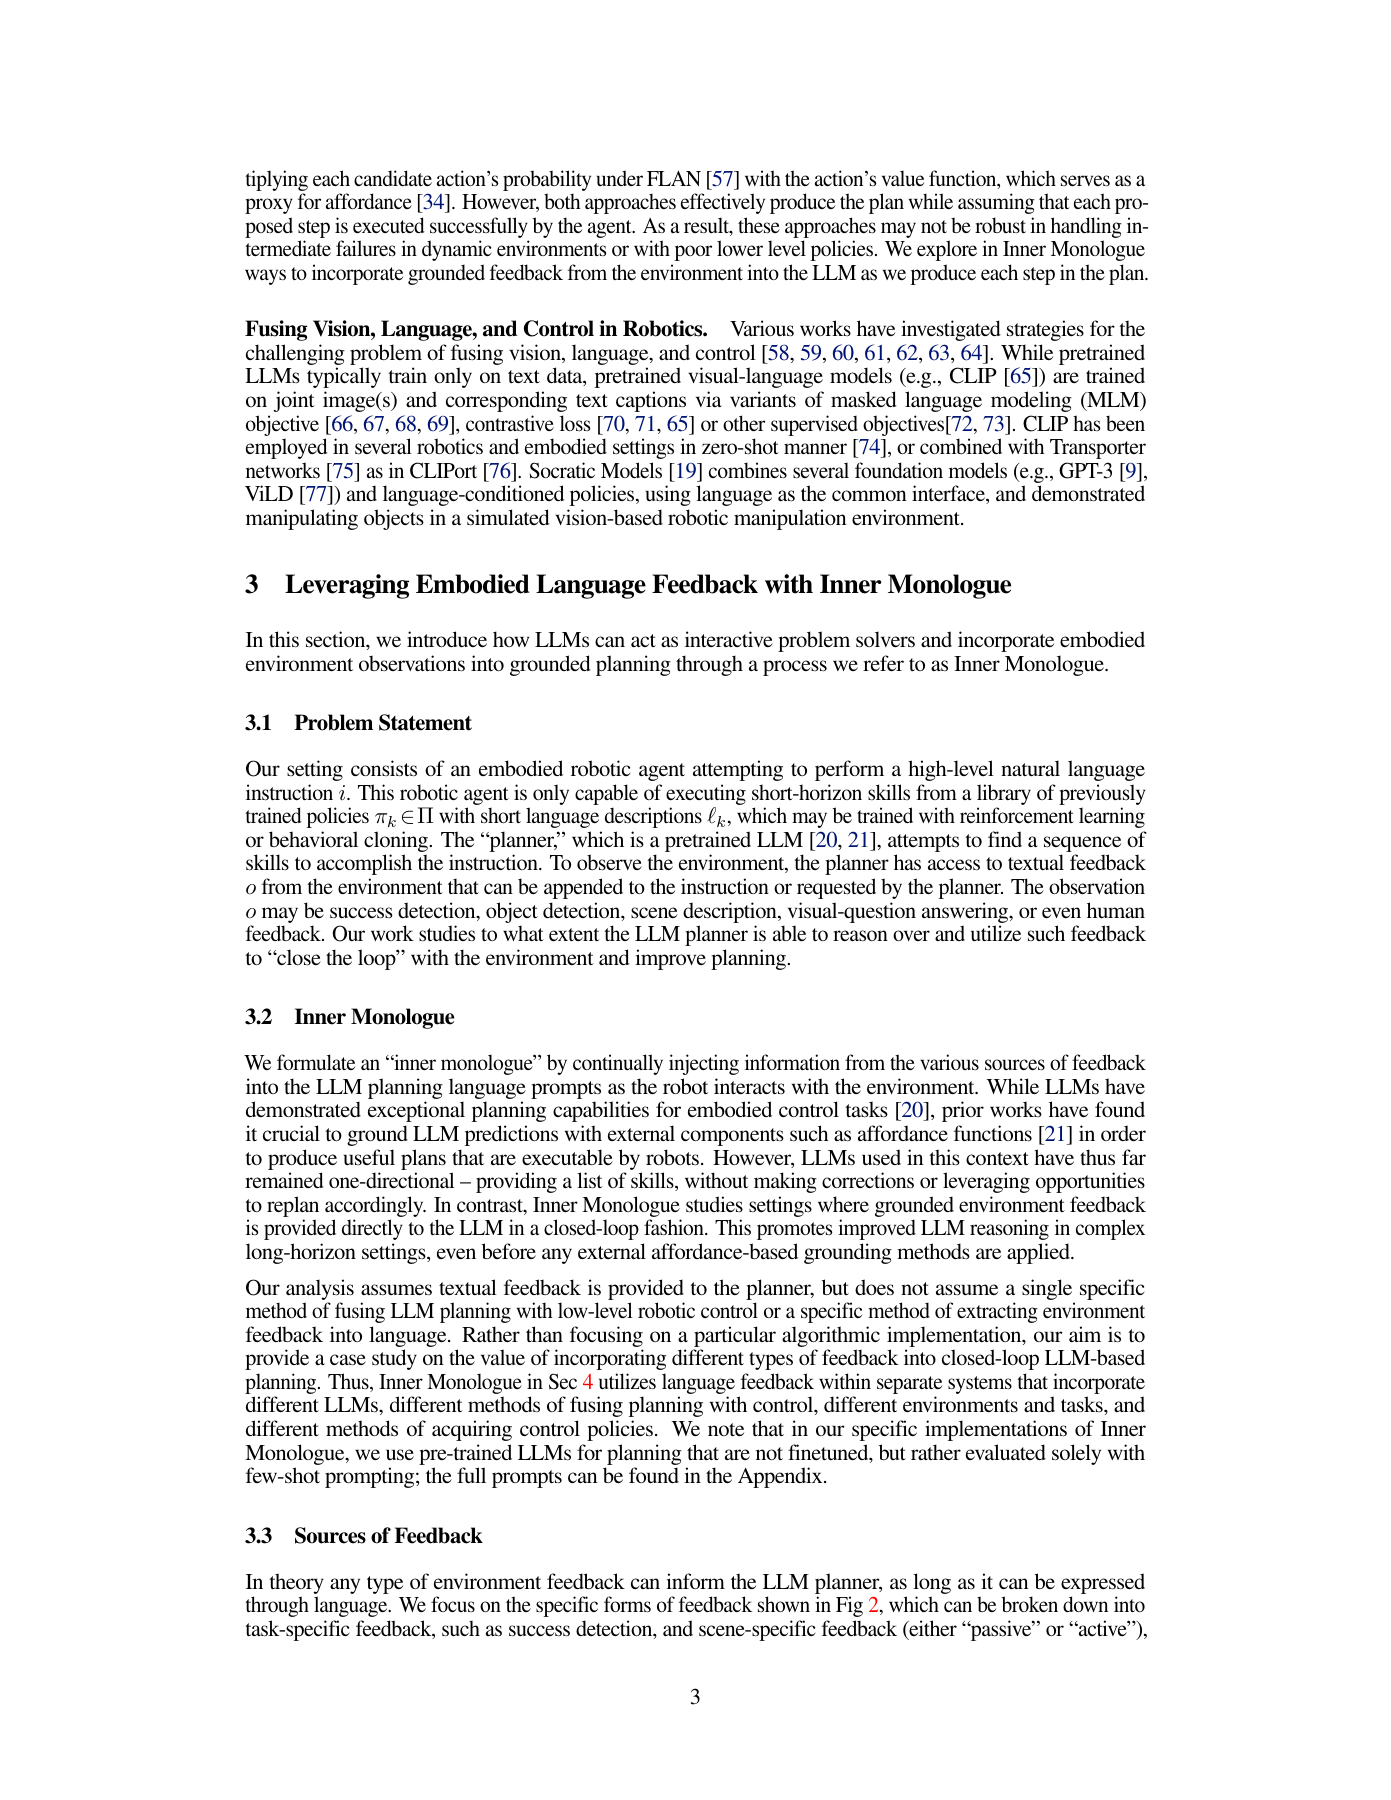 tiplying each candidate action's probability under FLAN [57] with the action's value function, which serves as a
proxy for affordance [34]. However, both approaches effectively produce the plan while assuming that each pro-
posed step is executed successfully by the agent. As a result, these approaches may not be robust in handling in-
termediate failures in dynamic environments or with poor lower level policies. We explore in Inner Monologue
ways to incorporate grounded feedback from the environment into the LLM as we produce each step in the plan.
Fusing Vision, Language, and Control in Robotics. Various works have investigated strategies for the
challenging problem of fusing vision, language, and control [58, 59, 60, 61, 62, 63, 64]. While pretrained
LLMs typically train only on text data, pretrained visual-language models (e.g., CLIP [65]) are trained
on joint image(s) and corresponding text captions via variants of masked language modeling (MLM)
objective [66, 67, 68, 69], contrastive loss [70, 71, 65] or other supervised objectives[72, 73]. CLIP has been
employed in several robotics and embodied settings in zero-shot manner [74], or combined with Transporter
networks [75] as in CLIPort [76]. Socratic Models [19] combines several foundation models (e.g., GPT-3 [9],
ViLD [77]) and language-conditioned policies, using language as the common interface, and demonstrated
manipulating objects in a simulated vision-based robotic manipulation environment.
3 Leveraging Embodied Language Feedback with Inner Monologue
In this section, we introduce how LLMs can act as interactive problem solvers and incorporate embodied
environment observations into grounded planning through a process we refer to as Inner Monologue.
3.1 Problem Statement
Our setting consists of an embodied robotic agent attempting to perform a high-level natural language
instruction i. This robotic agent is only capable of executing short-horizon skills from a library of previously
trained policies πk ∈ Π with short language descriptions ℓk, which may be trained with reinforcement learning
or behavioral cloning. The “planner,” which is a pretrained LLM [20, 21], attempts to find a sequence of
skills to accomplish the instruction. To observe the environment, the planner has access to textual feedback
o from the environment that can be appended to the instruction or requested by the planner. The observation
o may be success detection, object detection, scene description, visual-question answering, or even human
feedback. Our work studies to what extent the LLM planner is able to reason over and utilize such feedback
to “close the loop” with the environment and improve planning.
3.2 Inner Monologue
We formulate an “inner monologue” by continually injecting information from the various sources of feedback
into the LLM planning language prompts as the robot interacts with the environment. While LLMs have
demonstrated exceptional planning capabilities for embodied control tasks [20], prior works have found
it crucial to ground LLM predictions with external components such as affordance functions [21] in order
to produce useful plans that are executable by robots. However, LLMs used in this context have thus far
remained one-directional – providing a list of skills, without making corrections or leveraging opportunities
to replan accordingly. In contrast, Inner Monologue studies settings where grounded environment feedback
is provided directly to the LLM in a closed-loop fashion. This promotes improved LLM reasoning in complex
long-horizon settings, even before any external affordance-based grounding methods are applied.
Our analysis assumes textual feedback is provided to the planner, but does not assume a single specific
method of fusing LLM planning with low-level robotic control or a specific method of extracting environment
feedback into language. Rather than focusing on a particular algorithmic implementation, our aim is to
provide a case study on the value of incorporating different types of feedback into closed-loop LLM-based
planning. Thus, Inner Monologue in Sec 4 utilizes language feedback within separate systems that incorporate
different LLMs, different methods of fusing planning with control, different environments and tasks, and
different methods of acquiring control policies. We note that in our specific implementations of Inner
Monologue, we use pre-trained LLMs for planning that are not finetuned, but rather evaluated solely with
few-shot prompting; the full prompts can be found in the Appendix.
3.3 Sources of Feedback
In theory any type of environment feedback can inform the LLM planner, as long as it can be expressed
through language. We focus on the specific forms of feedback shown in Fig 2, which can be broken down into
task-specific feedback, such as success detection, and scene-specific feedback (either “passive” or “active”),
3